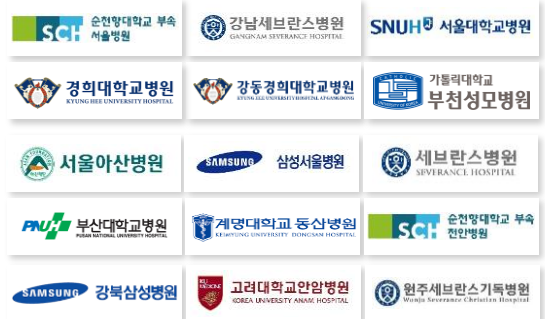 SCH 순천향대학교 부속
서울병원
강남세브란스병원
GANGNAM SEVERANCE HOSPITAL
SNUH 서울대학교병원
경희대학교병원
KYUNG HEE UNIVERSITY HOSPITAL
강동경희대학교병원
KYUNG HEE UNIVERSITY HOSPITAL AT GANGDONG
가톨릭대학교
부천성모병원
서울아산병원
SAMSUNG 삼성서울병원
세브란스병원
SEVERANCE HOSPITAL
PNUH 부산대학교병원
PUSAN NATIONAL UNIVERSITY HOSPITAL
계명대학교 동산병원
KEIMYUNG UNIVERSITY DONGSAN HOSPITAL
SCH 순천향대학교 부속
천안병원
SAMSUNG 강북삼성병원
KU
MEDICINE
고려대학교안암병원
KOREA UNIVERSITY ANAM HOSPITAL
원주세브란스기독병원
Wonju Severance Christian Hospital